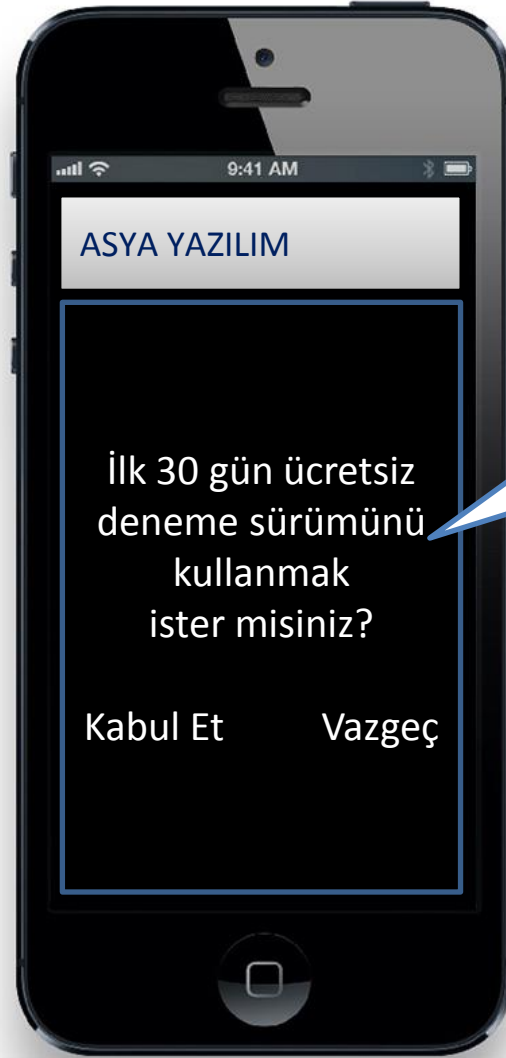 9:41 AM
ASYA YAZILIM
İlk 30 gün ücretsiz
deneme sürümünü
kullanmak
ister misiniz?
Kabul Et Vazgeç